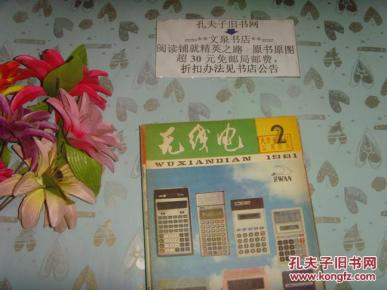 孔夫子旧书网
**文泉书店**
阅读铺就精英之路 原书原图
超30元免邮局邮费,
折扣办法见书店公告
无线电
2
WUXIANDIAN 1981
孔夫子旧书网
www.kongfz.com